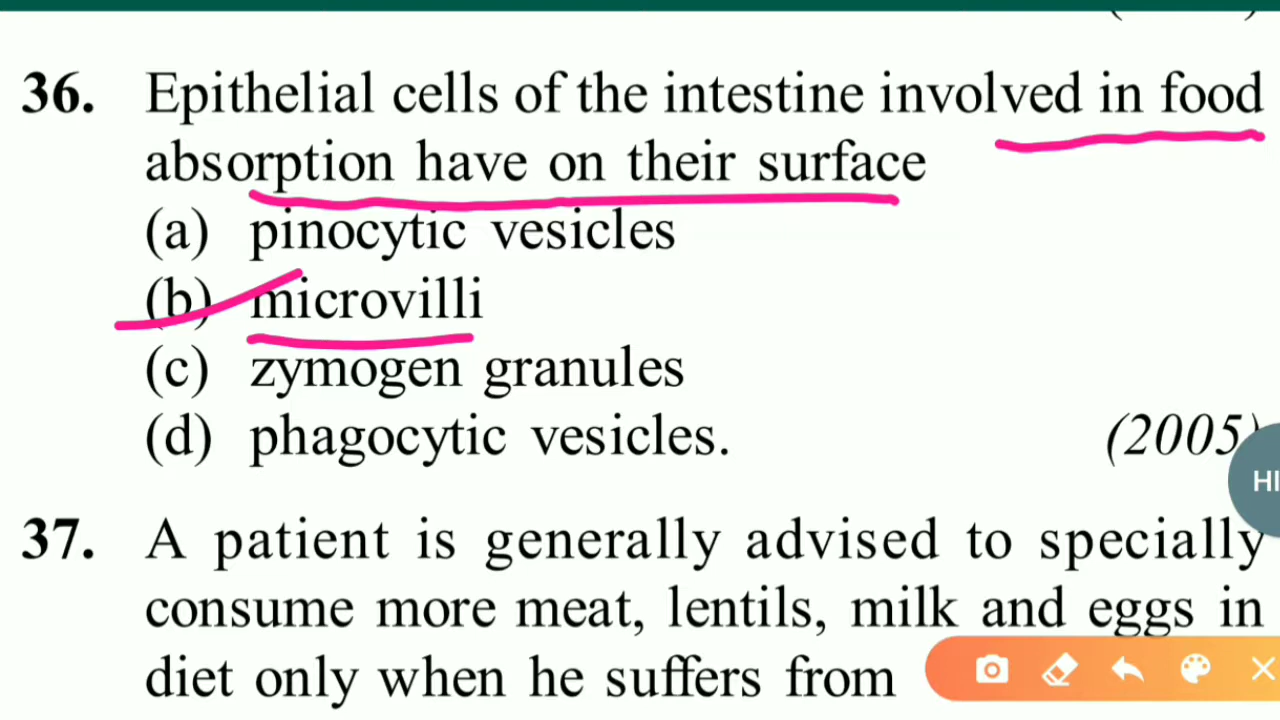 36. Epithelial cells of the intestine involved in food
absorption have on their surface
(a) pinocytic vesicles
(b) microvilli
(c) zymogen granules
(d) phagocytic vesicles. (2005)
HI
37. A patient is generally advised to specially
consume more meat, lentils, milk and eggs in
diet only when he suffers from